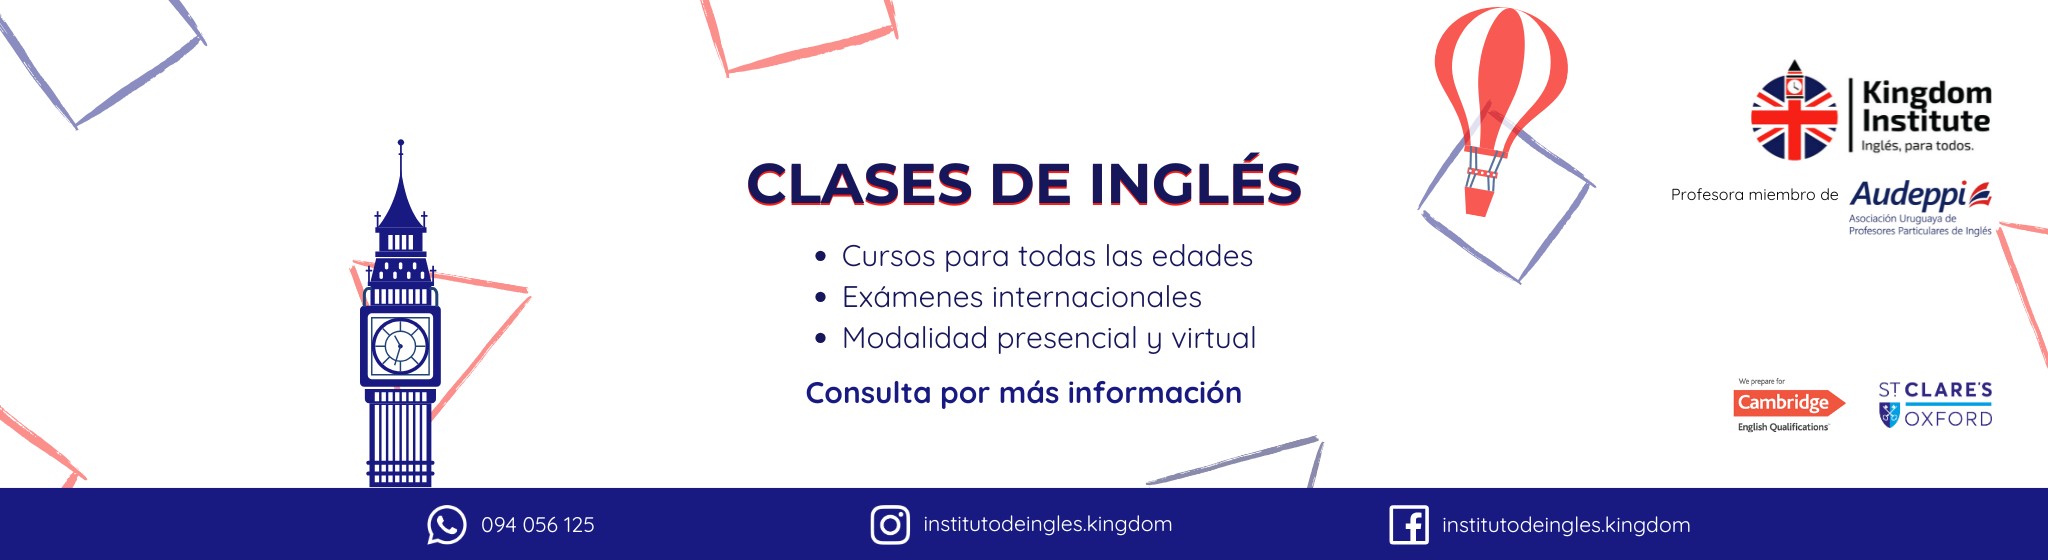 CLASES DE INGLÉS
• Cursos para todas las edades
• Exámenes internacionales
• Modalidad presencial y virtual
Consulta por más información
Kingdom
Institute
Inglés, para todos.
Profesora miembro de Audeppi
Asociación Uruguaya de
Profesores Particulares de Inglés
We prepare for
Cambridge
English Qualifications
ST CLARE'S
OXFORD
094 056 125
institutodeingles.kingdom
institutodeingles.kingdom